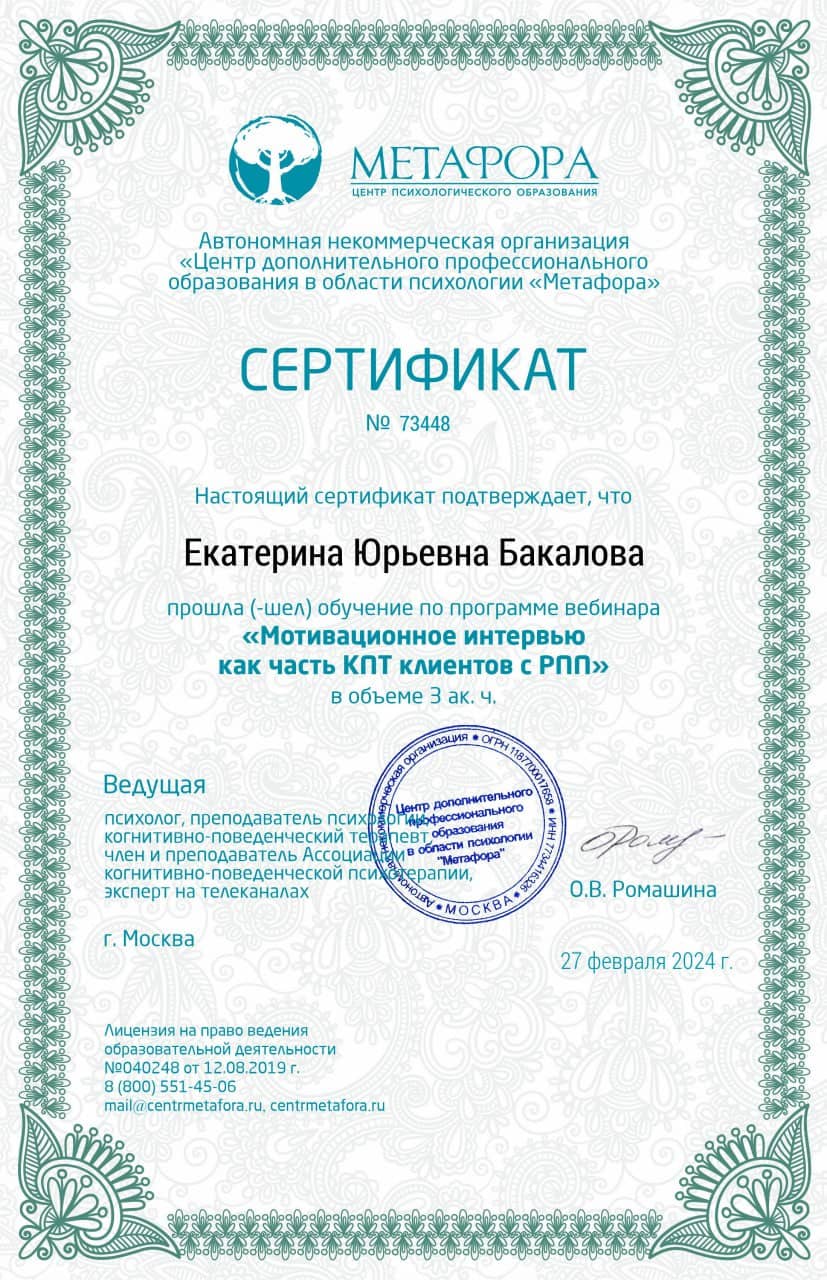 МЕТАФОРА
ЦЕНТР ПСИХОЛОГИЧЕСКОГО ОБРАЗОВАНИЯ
Автономная некоммерческая организация
«Центр дополнительного профессионального
образования в области психологии «Метафора»
СЕРТИФИКАТ
№ 73448
Настоящий сертификат подтверждает, что
Екатерина Юрьевна Бакалова
прошла (-шел) обучение по программе вебинара
«Мотивационное интервью
как часть КПТ клиентов с РПП»
в объеме 3 ак. ч.
Ведущая
психолог, преподаватель психологии,
когнитивно-поведенческий терапевт,
член и преподаватель Ассоциации
когнитивно-поведенческой психотерапии,
эксперт на телеканалах
Автономная некоммерческая организация * ОГРН 1187700017658 * ИНН 7734416326 * МОСКВА *
Центр дополнительного
профессионального
образования
в области психологии
"Метафора"
О.В. Ромашина
г. Москва
27 февраля 2024 г.
Лицензия на право ведения
образовательной деятельности
№040248 от 12.08.2019 г.
8 (800) 551-45-06
mail@centrmetafora.ru, centrmetafora.ru